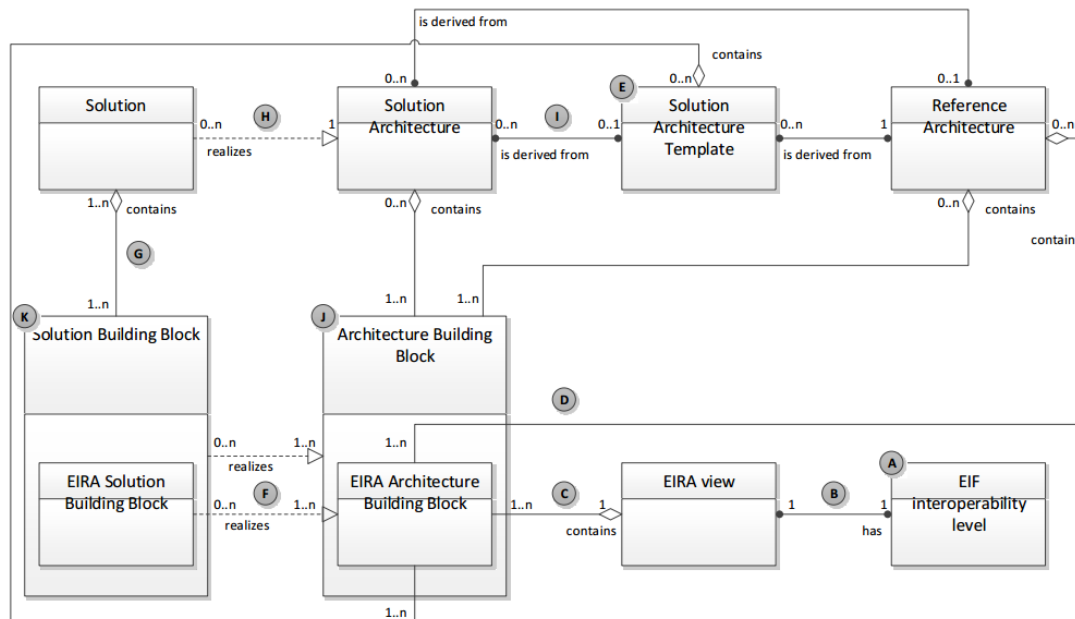 is derived from
contains
0..n
0..n
0..1
E
Solution
H
Solution
Architecture
I
Solution
Architecture
Template
Reference
Architecture
0..n
1
0..n
0..1
0..n
1
0..n
realizes
is derived from
is derived from
1..n
contains
0..n
contains
0..n
contains
contain
G
1..n
1..n
1..n
K
J
Solution Building Block
Architecture Building
Block
D
0..n
1..n
1..n
realizes
A
EIRA Solution
Building Block
F
0..n
1..n
realizes
EIRA Architecture
Building Block
1..n
C
1
contains
EIRA view
B
1
1
has
EIF
interoperability
level
1..n